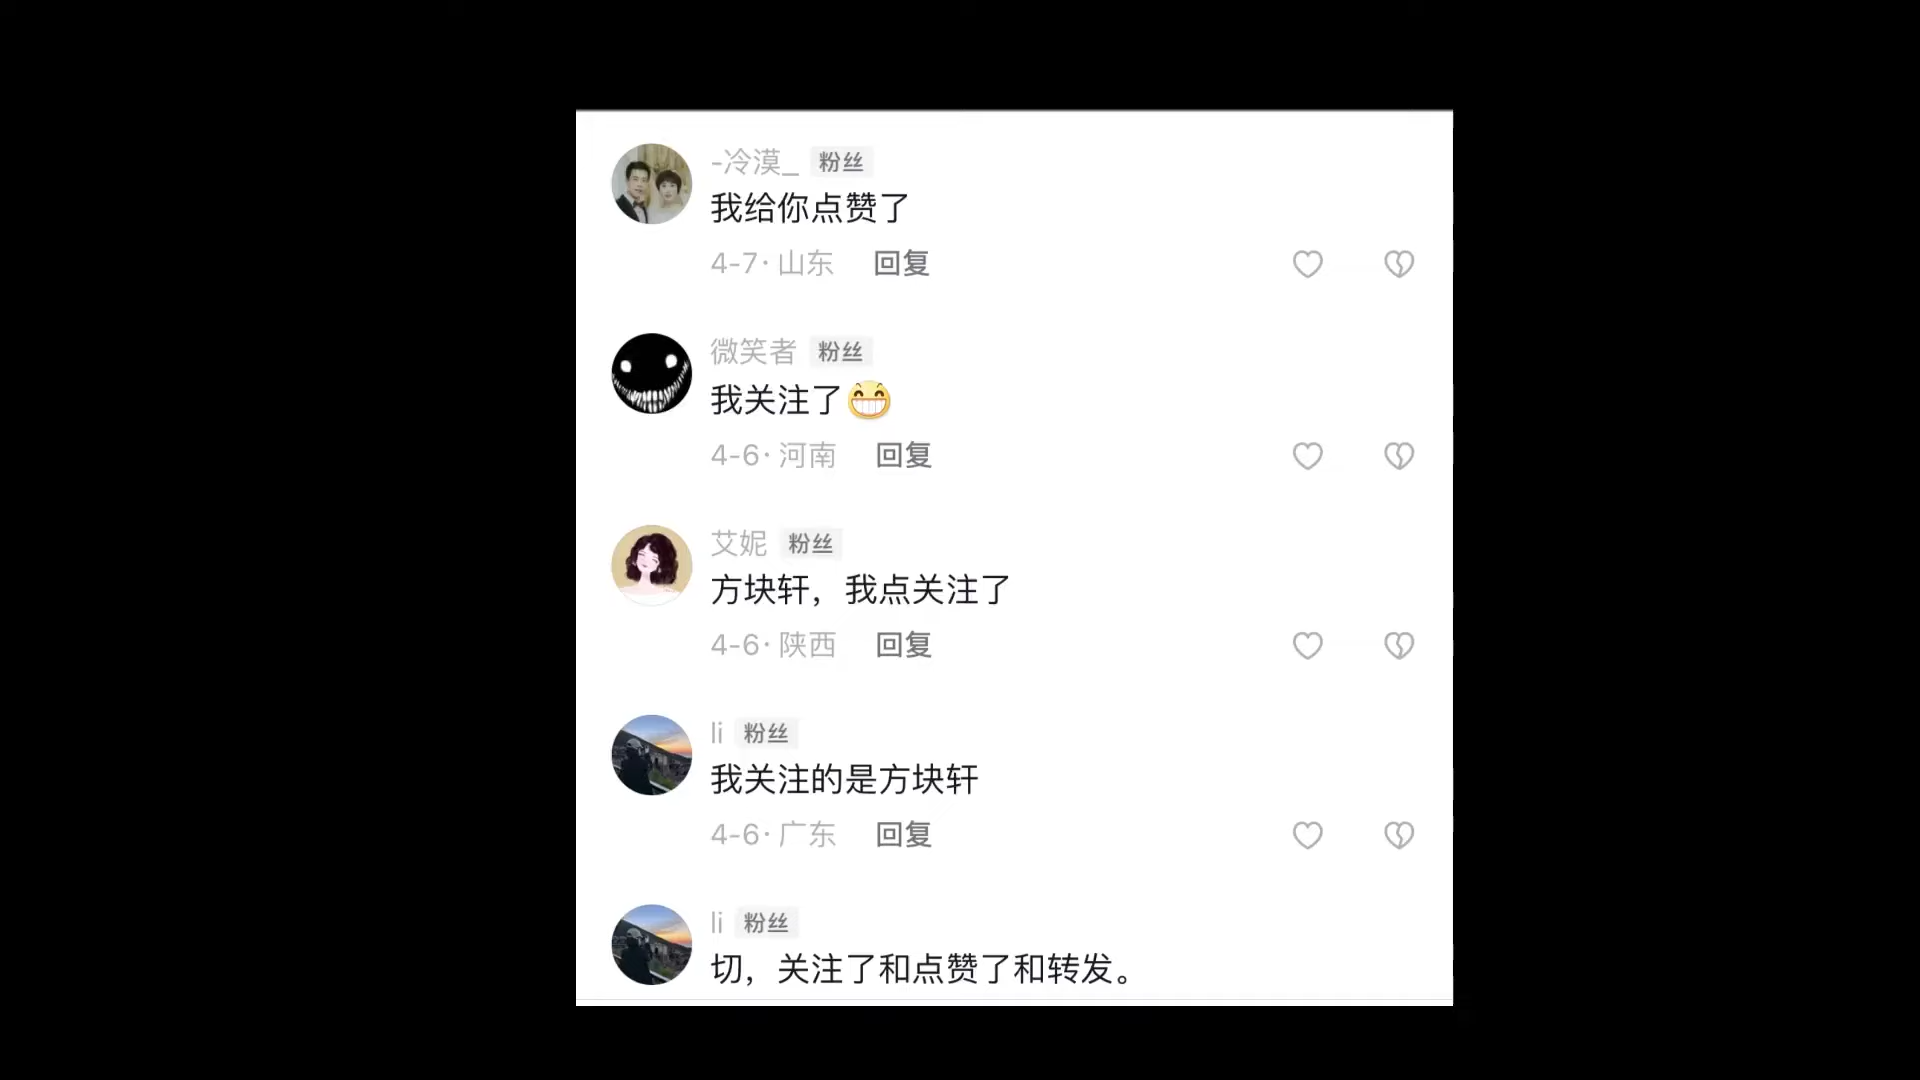 -冷漠_ 粉丝
我给你点赞了
4-7· 山东 回复
微笑者 粉丝
我关注了😁
4-6· 河南 回复
艾妮 粉丝
方块轩，我点关注了
4-6· 陕西 回复
li 粉丝
我关注的是方块轩
4-6· 广东 回复
li 粉丝
切，关注了和点赞了和转发。